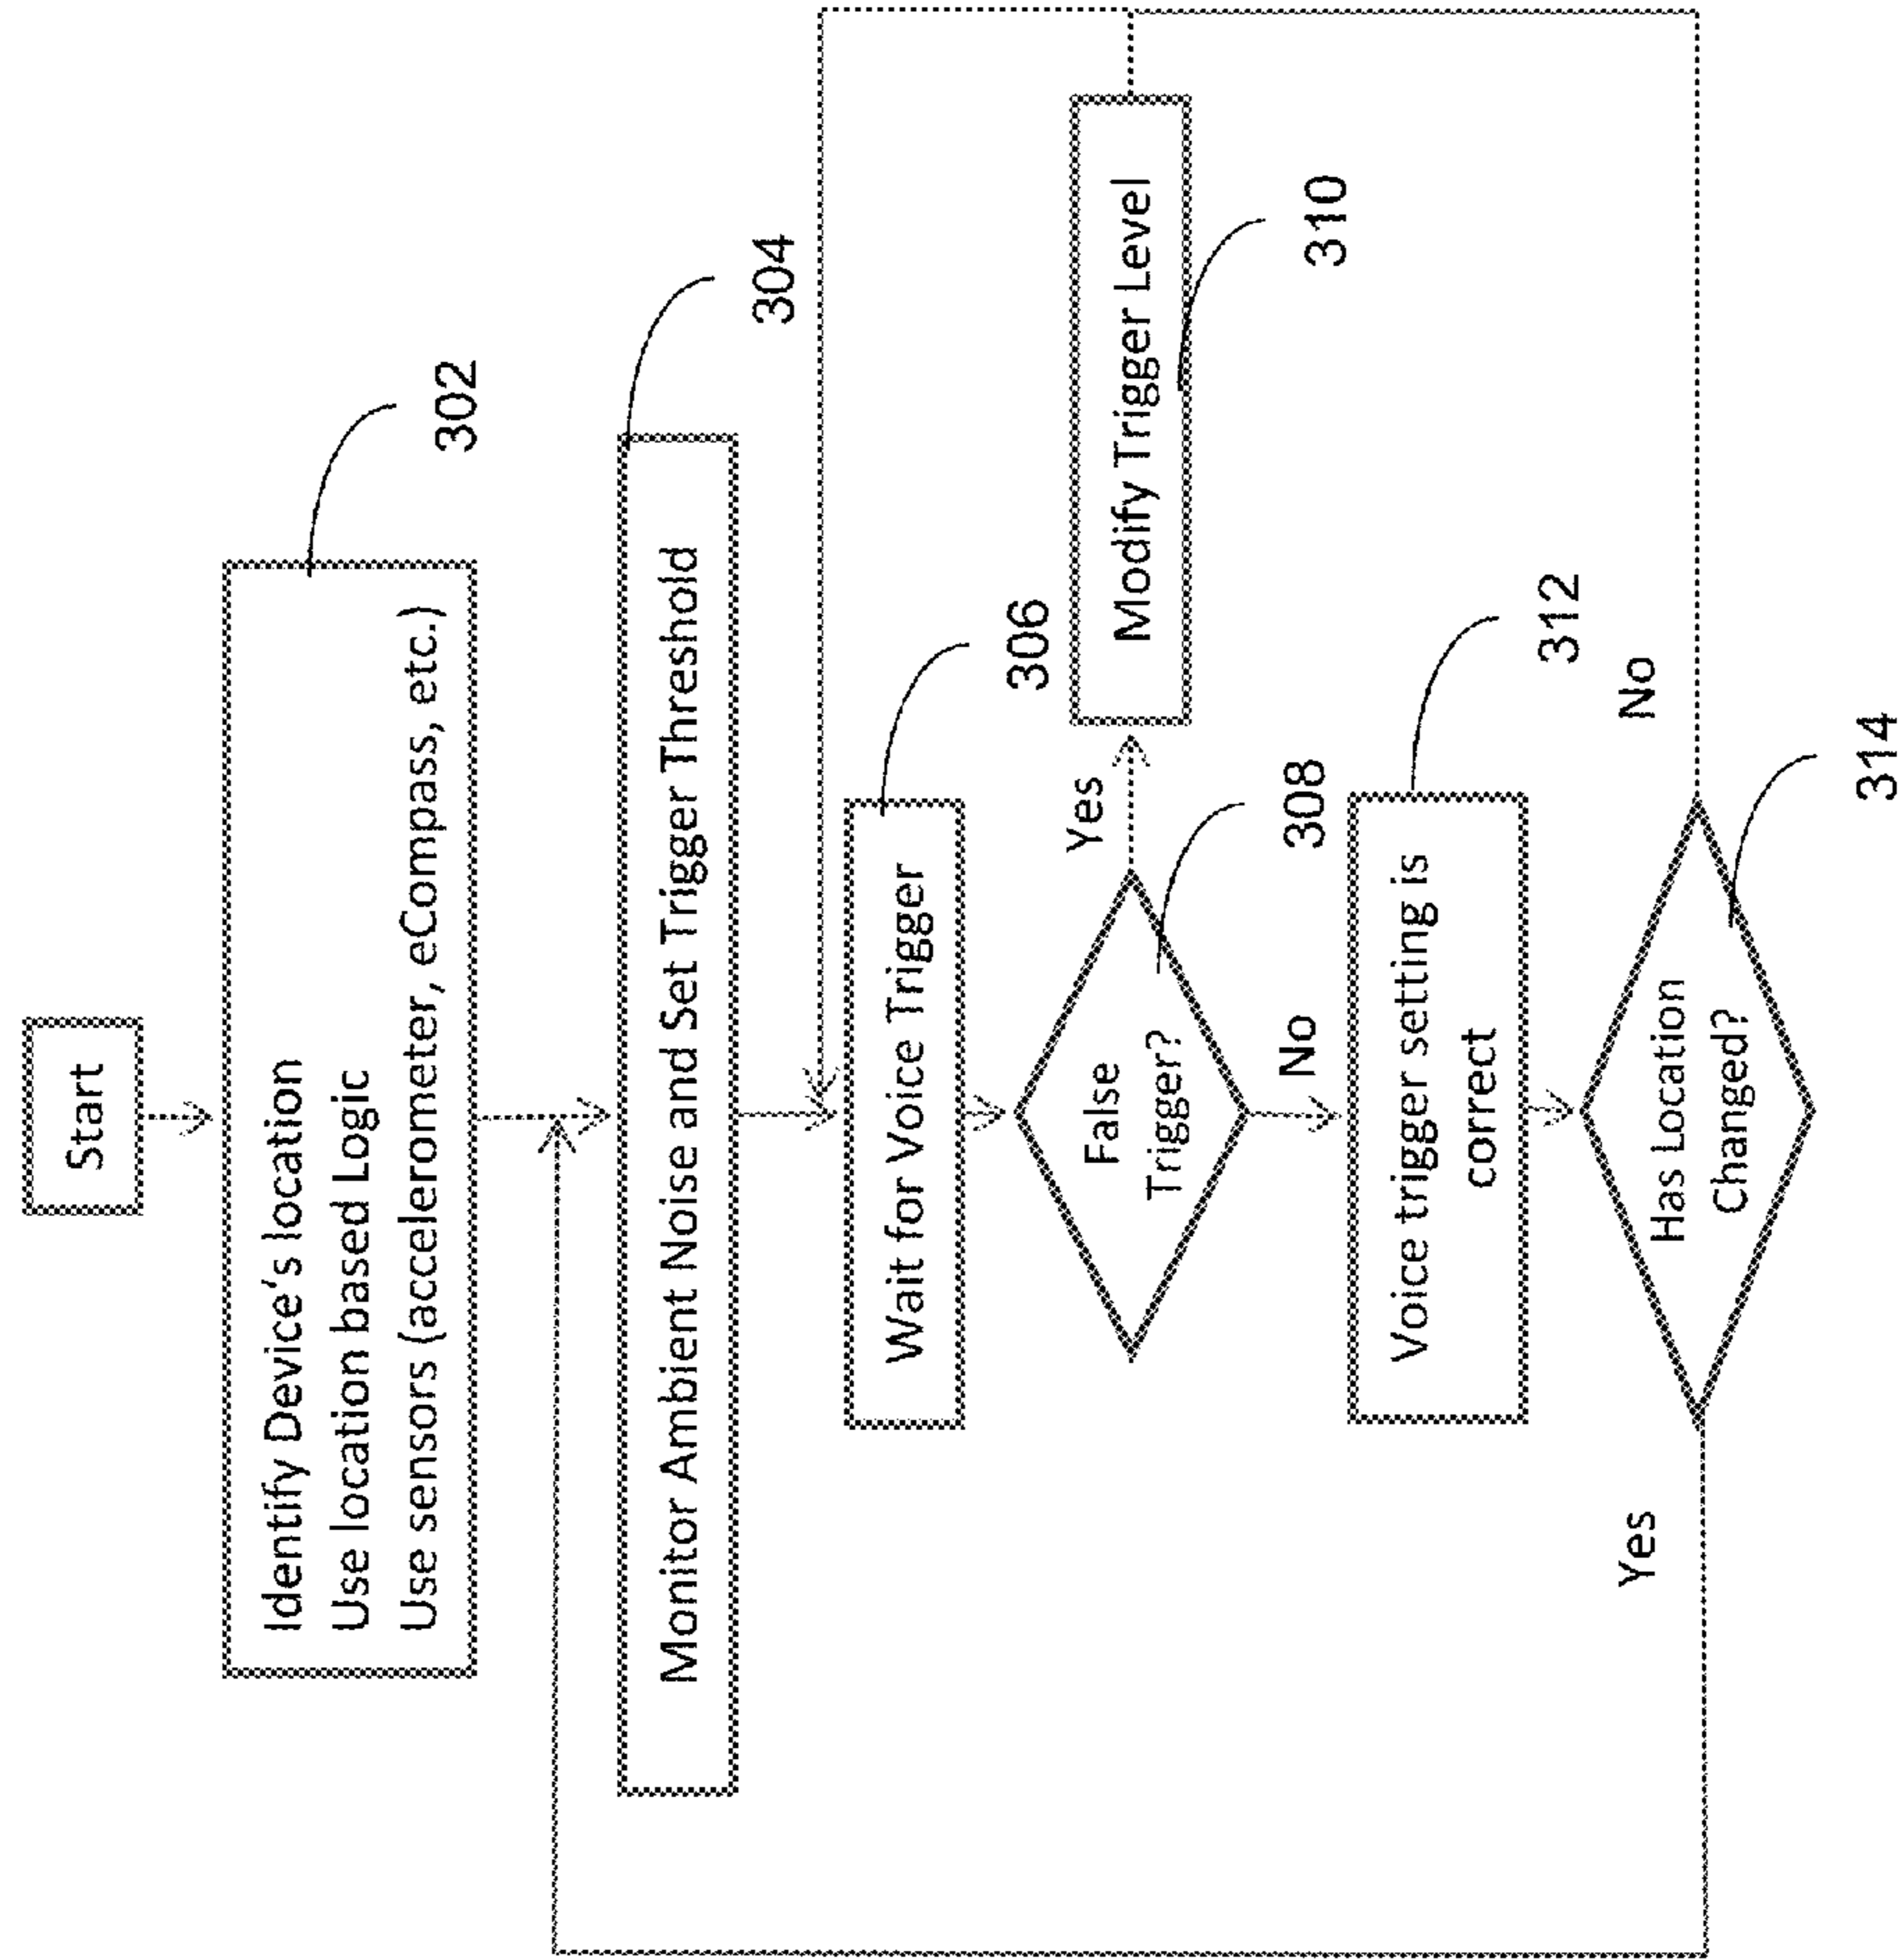 Start
Identify Device's location
Use location based Logic
Use sensors (accelerometer, eCompass, etc.)
302
Monitor Ambient Noise and Set Trigger Threshold
304
Wait for Voice Trigger
306
False
Trigger?
308
Yes
Modify Trigger Level
310
No
Voice trigger setting is
correct
312
Has Location
Changed?
314
Yes
No